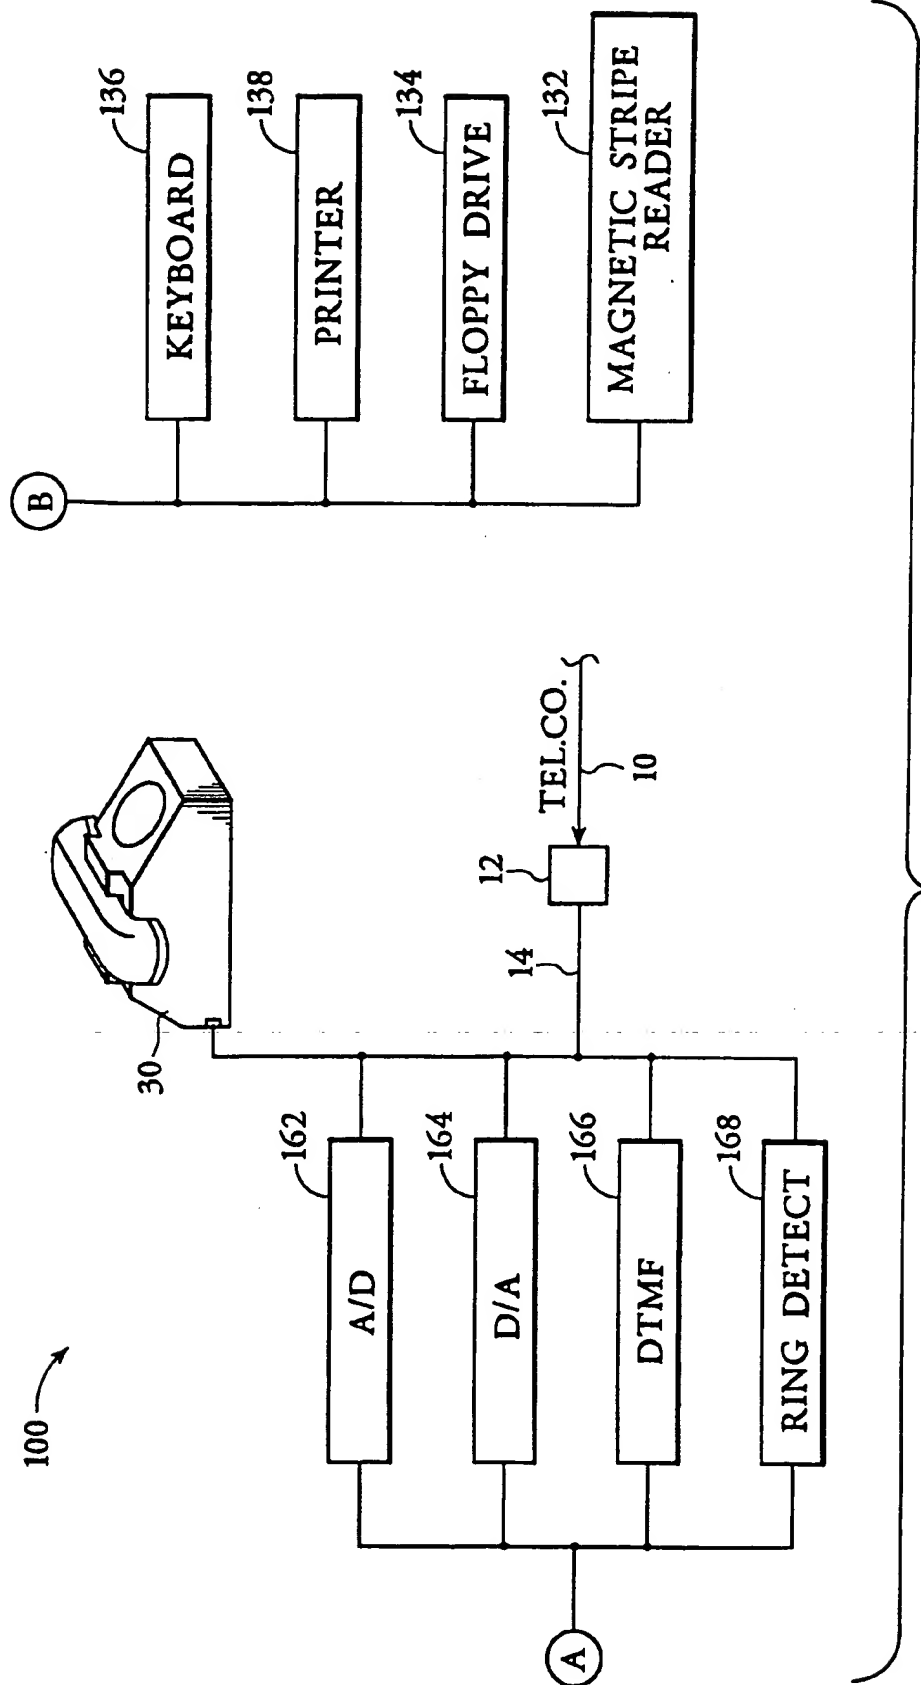 100
A
A/D
162
D/A
164
DTMF
166
RING DETECT
168
30
14
12
TEL.CO.
10
B
KEYBOARD
136
PRINTER
138
FLOPPY DRIVE
134
MAGNETIC STRIPE
READER
132